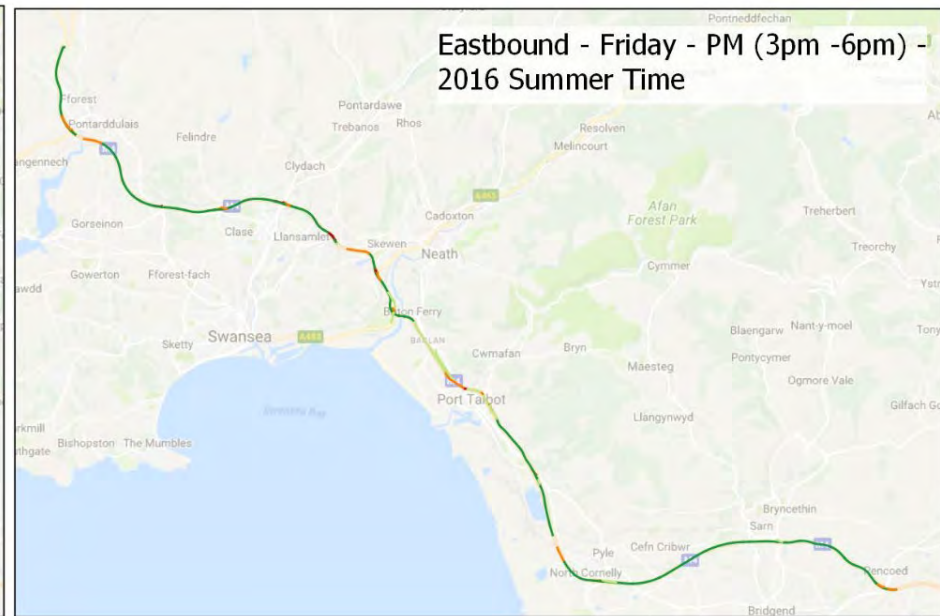 Eastbound - Friday - PM (3pm -6pm) -
2016 Summer Time
Pontneddfechan
Fforest
Pontardawe
Pontarddulais
Trebanos
Rhos
Resolven
Felindre
Melincourt
Clydach
Afan
Forest Park
Treherbert
Cadoxton
Gorseinon
Clase
Llansamlet
Skewen
Neath
Treorchy
Gowerton
Fforest-fach
Cymmer
Swansea
Blaengarw
Nant-y-moel
Sketty
BAGLAN
Cwmafan
Bryn
Maesteg
Pontycymer
Ogmore Vale
Port Talbot
Llangynwyd
Bishopston
The Mumbles
Bryncethin
Sarn
Pyle
Cefn Cribwr
North Cornelly
Pencoed
Bridgend